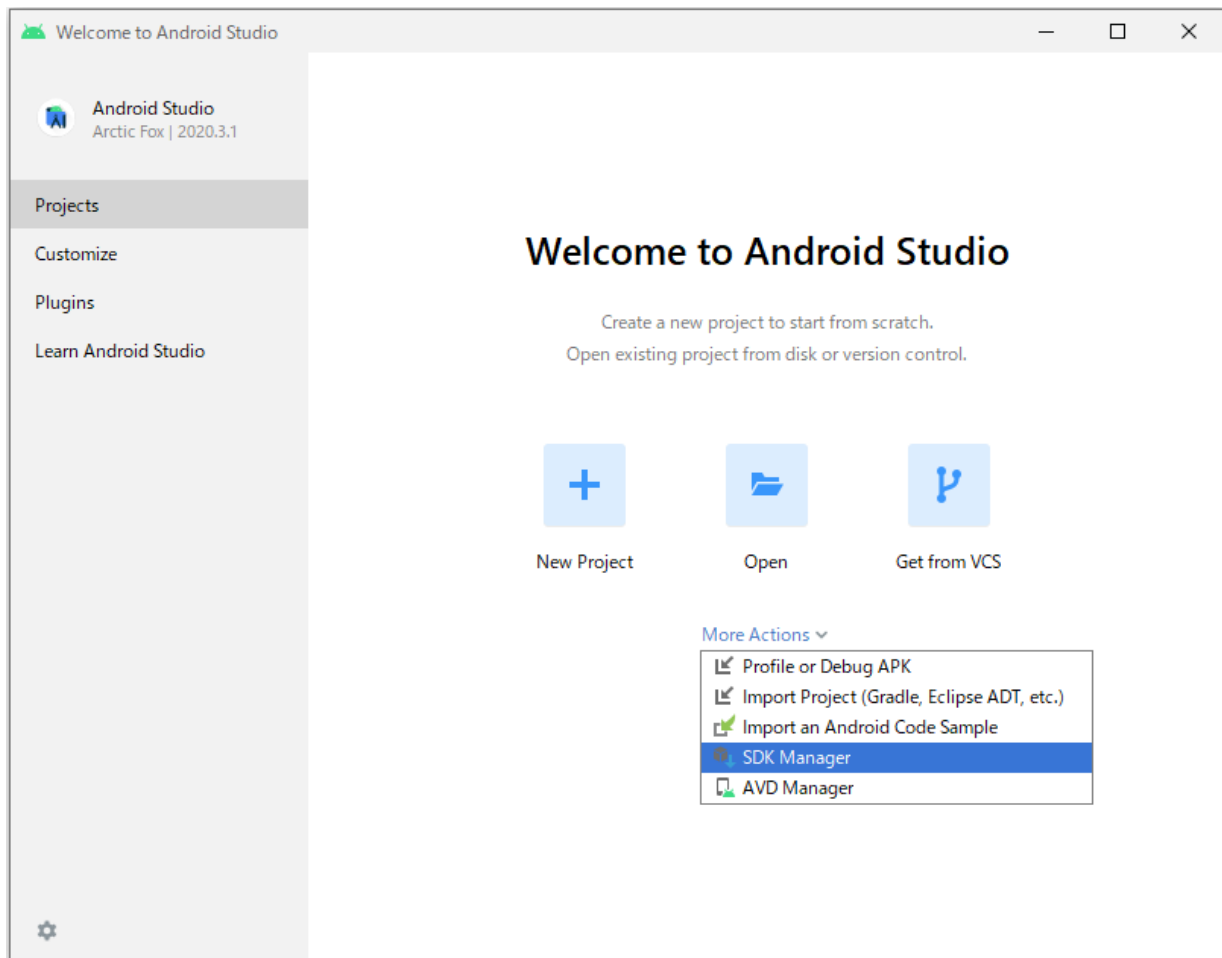 Welcome to Android Studio
Android Studio
Arctic Fox | 2020.3.1
Projects
Customize
Plugins
Learn Android Studio
Welcome to Android Studio
Create a new project to start from scratch.
Open existing project from disk or version control.
New Project
Open
Get from VCS
More Actions
Profile or Debug APK
Import Project (Gradle, Eclipse ADT, etc.)
Import an Android Code Sample
SDK Manager
AVD Manager